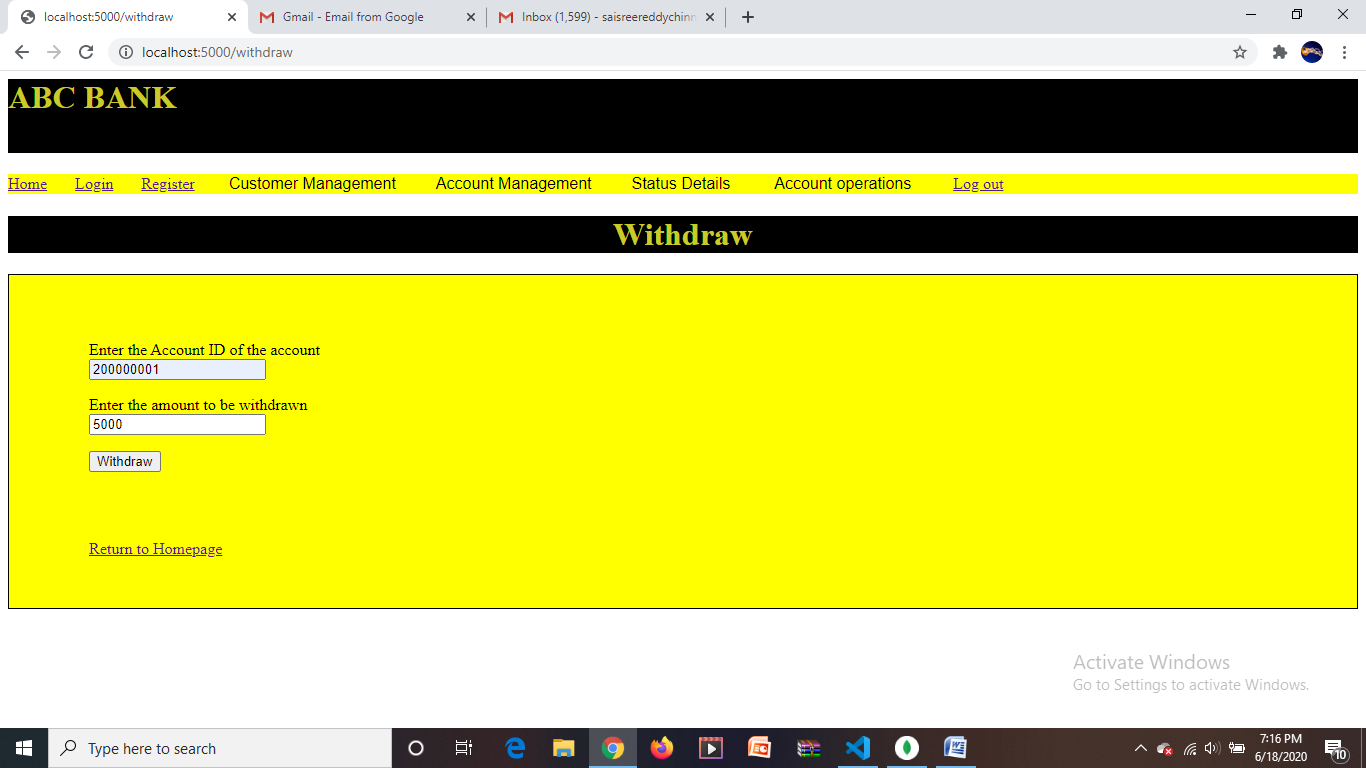 localhost:5000/withdraw
Gmail - Email from Google
Inbox (1,599) - saisreereddychinn
localhost:5000/withdraw
ABC BANK
Home Login Register Customer Management Account Management Status Details Account operations Log out
Withdraw
Enter the Account ID of the account
200000001
Enter the amount to be withdrawn
5000
Withdraw
Return to Homepage
Activate Windows
Go to Settings to activate Windows.
Type here to search
7:16 PM
6/18/2020
10